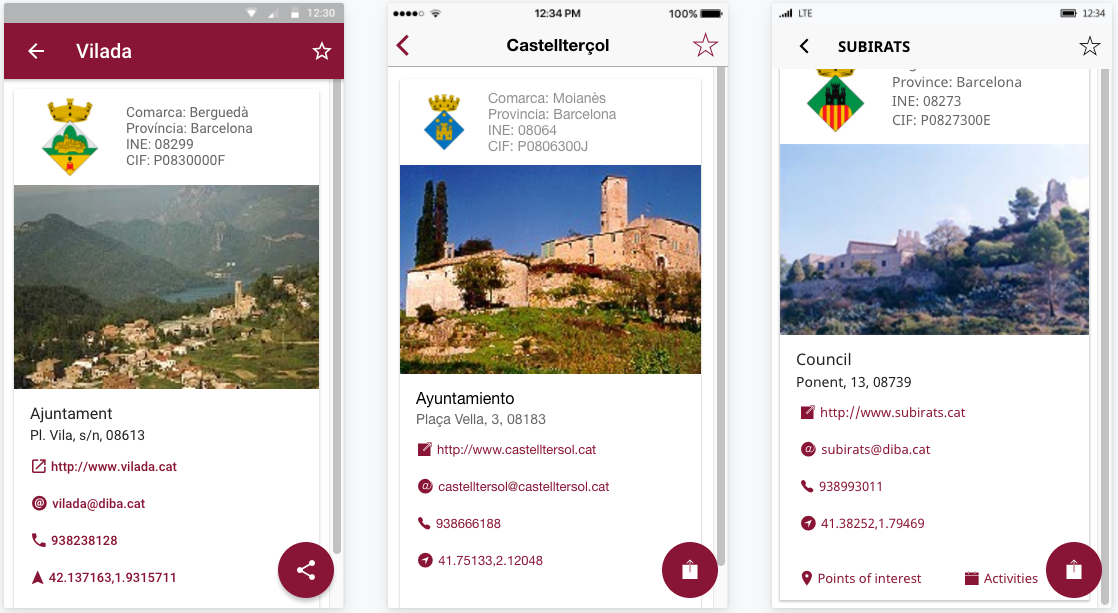 12:30
Vilada
Comarca: Berguedà
Província: Barcelona
INE: 08299
CIF: P0830000F
Ajuntament
Pl. Vila, s/n, 08613
http://www.vilada.cat
@ vilada@diba.cat
938238128
42.137163,1.9315711
12:34 PM
100%
Castellterçol
Comarca: Moianès
Provincia: Barcelona
INE: 08064
CIF: P0806300J
Ayuntamiento
Plaça Vella, 3, 08183
http://www.castelltersol.cat
@ castelltersol@castelltersol.cat
938666188
41.75133,2.12048
LTE
12:34
SUBIRATS
Province: Barcelona
INE: 08273
CIF: P0827300E
Council
Ponent, 13, 08739
http://www.subirats.cat
@ subirats@diba.cat
938993011
41.38252,1.79469
Points of interest
Activities